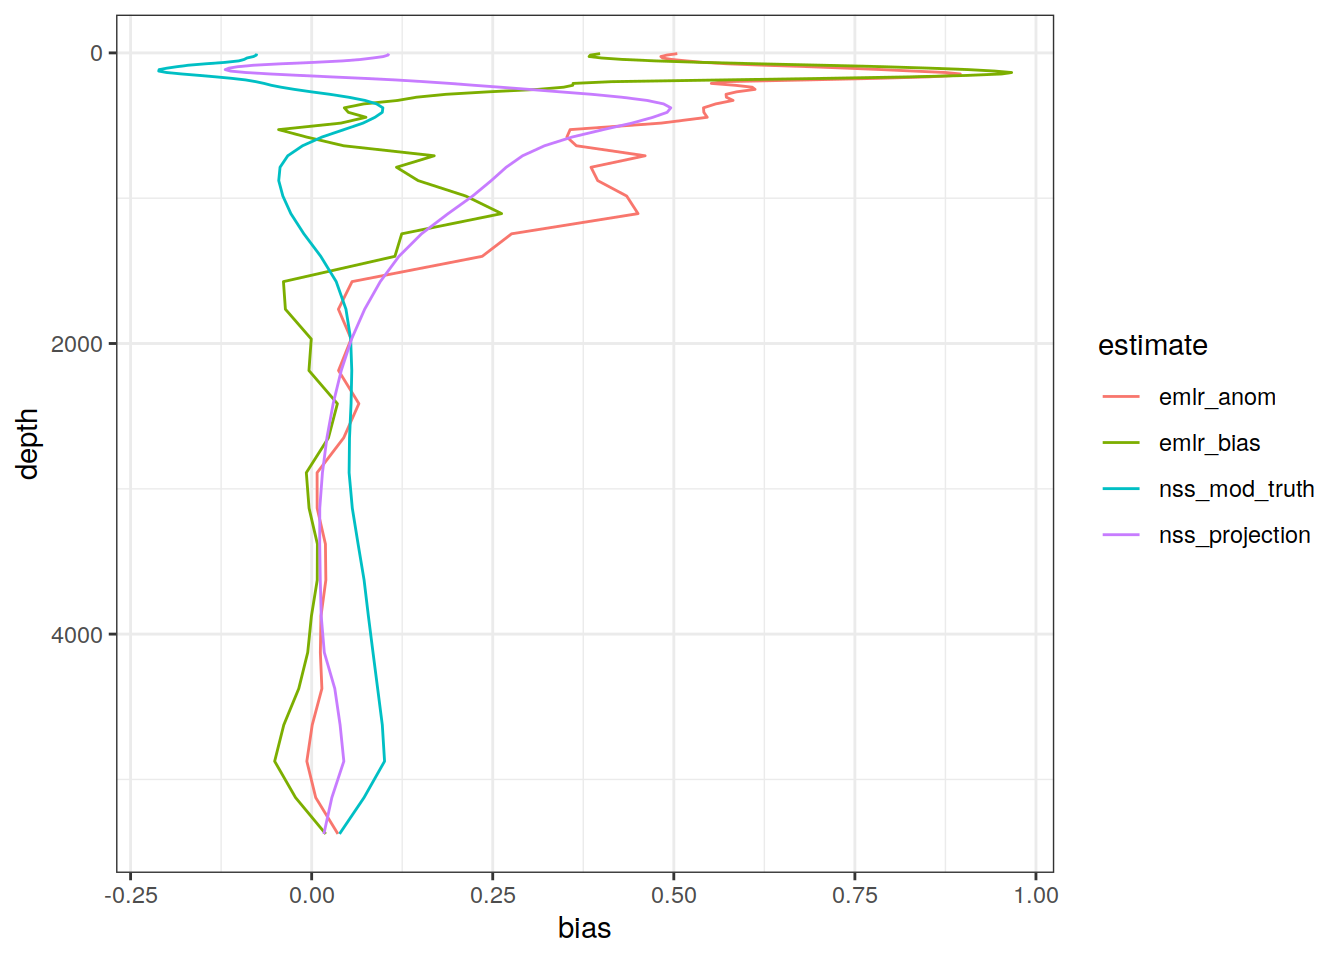 0
2000
4000
depth
-0.25
0.00
0.25
0.50
0.75
1.00
bias
estimate
emlr_anom
emlr_bias
nss_mod_truth
nss_projection